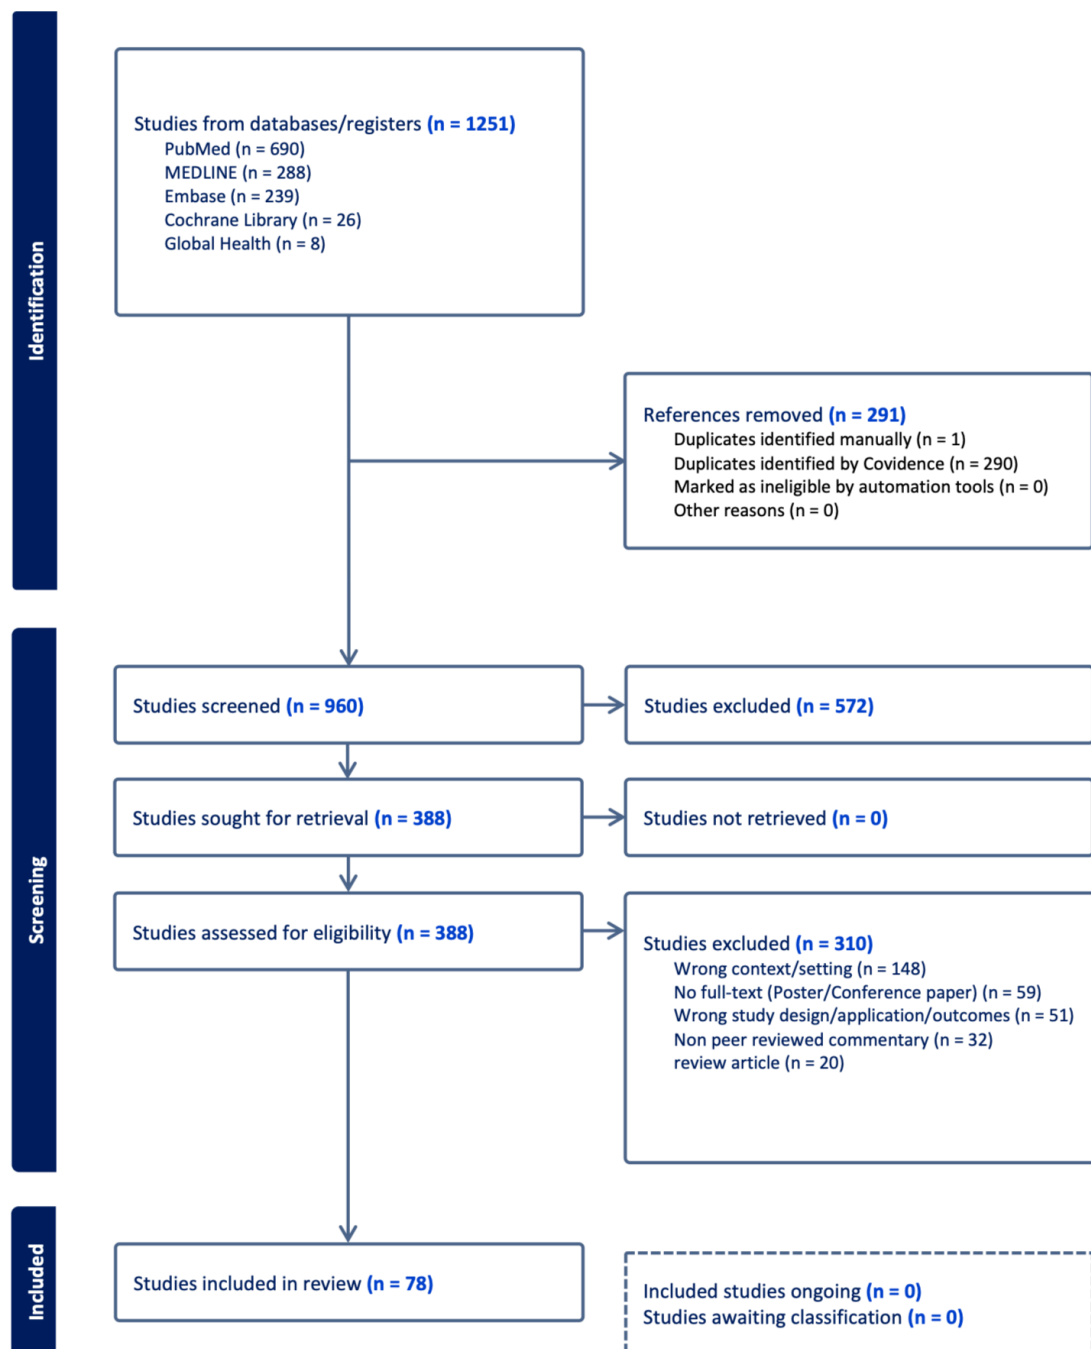 Identification
Studies from databases/registers (n = 1251)
PubMed (n = 690)
MEDLINE (n = 288)
Embase (n = 239)
Cochrane Library (n = 26)
Global Health (n = 8)
References removed (n = 291)
Duplicates identified manually (n = 1)
Duplicates identified by Covidence (n = 290)
Marked as ineligible by automation tools (n = 0)
Other reasons (n = 0)
Screening
Studies screened (n = 960)
Studies excluded (n = 572)
Studies sought for retrieval (n = 388)
Studies not retrieved (n = 0)
Studies assessed for eligibility (n = 388)
Studies excluded (n = 310)
Wrong context/setting (n = 148)
No full-text (Poster/Conference paper) (n = 59)
Wrong study design/application/outcomes (n = 51)
Non peer reviewed commentary (n = 32)
review article (n = 20)
Included
Studies included in review (n = 78)
Included studies ongoing (n = 0)
Studies awaiting classification (n = 0)